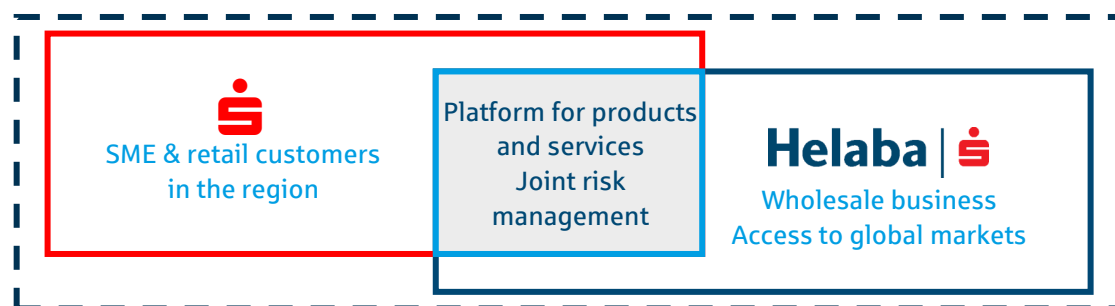 SME & retail customers
in the region
Platform for products
and services
Joint risk
management
Helaba
Wholesale business
Access to global markets